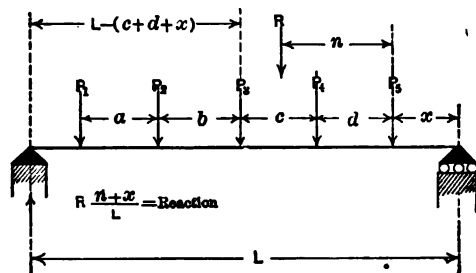 L-(c+d+x)
R
n
P₁ P₂ P₃ P₄ P₅
a b c d x
R n+x/L = Reaction
L